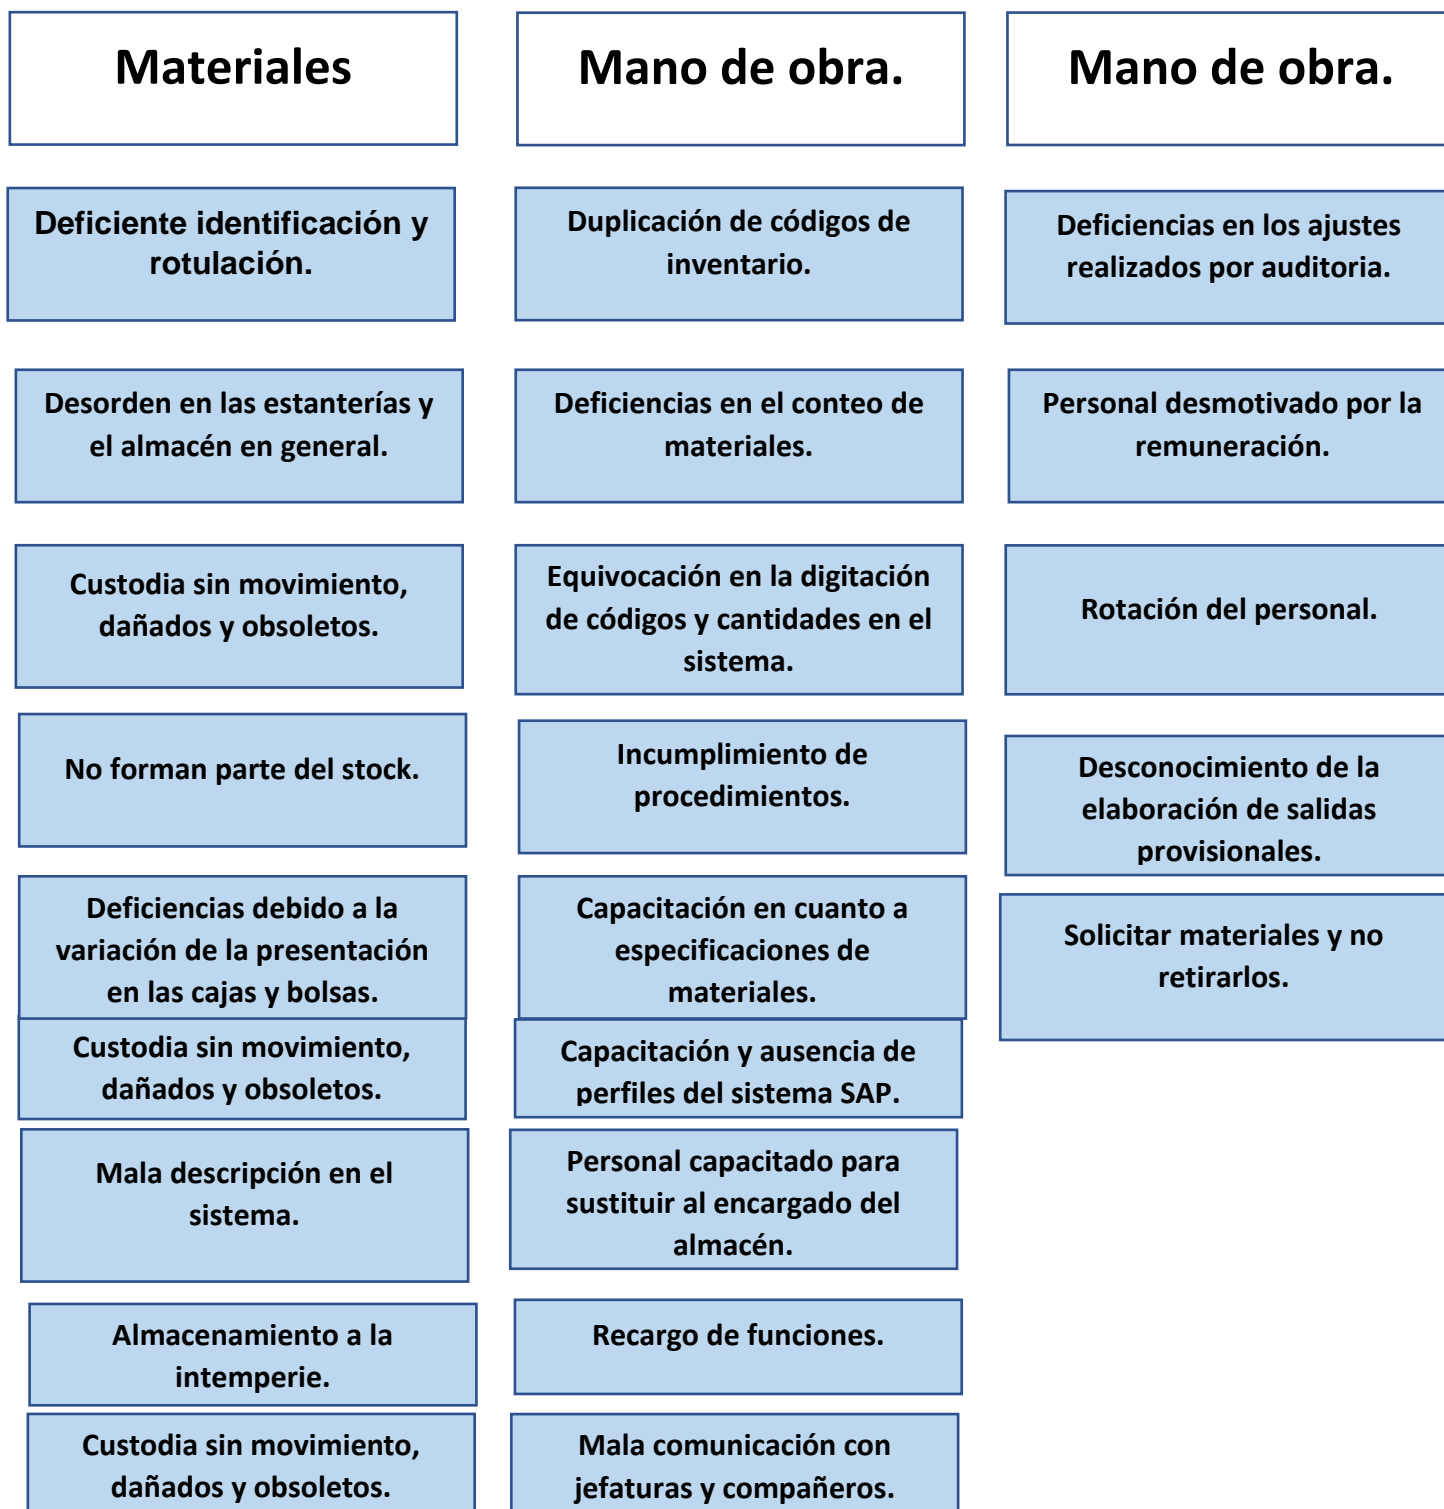 Materiales
Deficiente identificación y
rotulación.
Desorden en las estanterías y
el almacén en general.
Custodia sin movimiento,
dañados y obsoletos.
No forman parte del stock.
Deficiencias debido a la
variación de la presentación
en las cajas y bolsas.
Custodia sin movimiento,
dañados y obsoletos.
Mala descripción en el
sistema.
Almacenamiento a la
intemperie.
Custodia sin movimiento,
dañados y obsoletos.
Mano de obra.
Duplicación de códigos de
inventario.
Deficiencias en el conteo de
materiales.
Equivocación en la digitación
de códigos y cantidades en el
sistema.
Incumplimiento de
procedimientos.
Capacitación en cuanto a
especificaciones de
materiales.
Capacitación y ausencia de
perfiles del sistema SAP.
Personal capacitado para
sustituir al encargado del
almacén.
Recargo de funciones.
Mala comunicación con
jefaturas y compañeros.
Mano de obra.
Deficiencias en los ajustes
realizados por auditoria.
Personal desmotivado por la
remuneración.
Rotación del personal.
Desconocimiento de la
elaboración de salidas
provisionales.
Solicitar materiales y no
retirarlos.